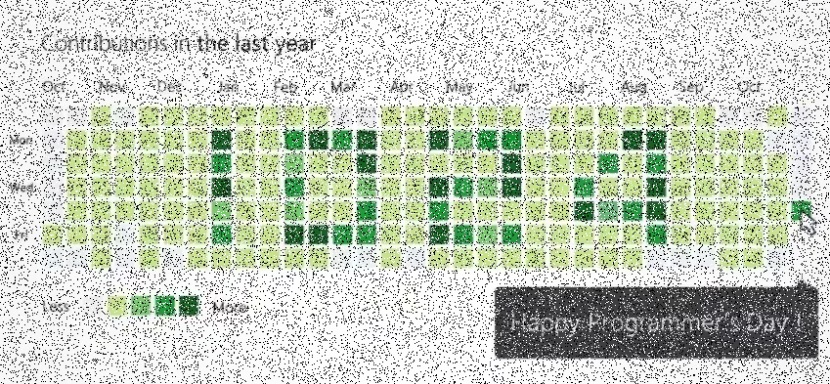 Contributions in the last year
Oct Nov Dec Jan Feb Mar Apr May Jun Jul Aug Sep Oct
Mon
Wed
Fri
Less More
Happy Programmer's Day !